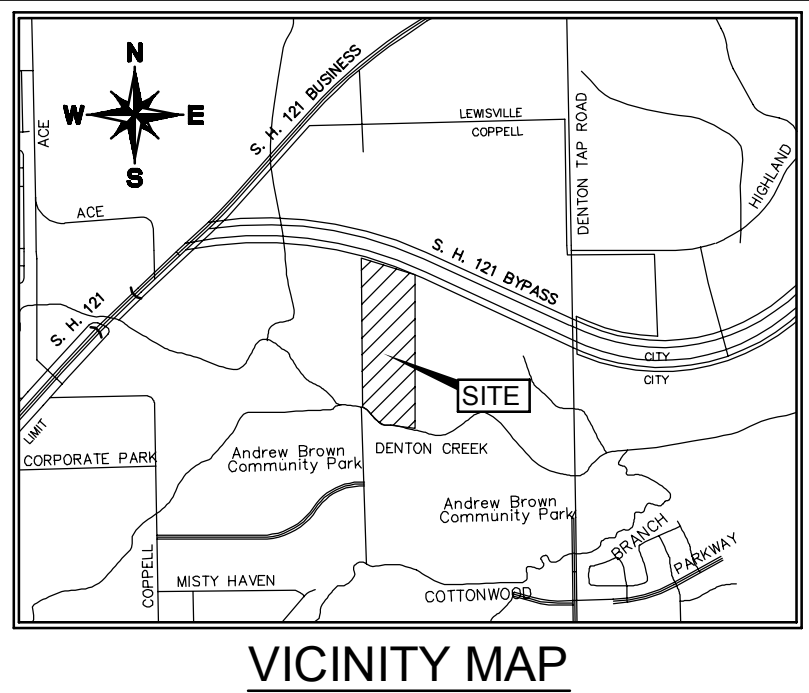 N
W
E
S
ACE
ACE
S. H. 121 BUSINESS
LEWISVILLE
COPPELL
DENTON TAP ROAD
HIGHLAND
S. H. 121 BYPASS
S. H. 121
CITY
CITY
SITE
LIMIT
CORPORATE PARK
Andrew Brown
Community Park
DENTON CREEK
Andrew Brown
Community Park
BRANCH
PARKWAY
COPPELL
MISTY HAVEN
COTTONWOOD
VICINITY MAP